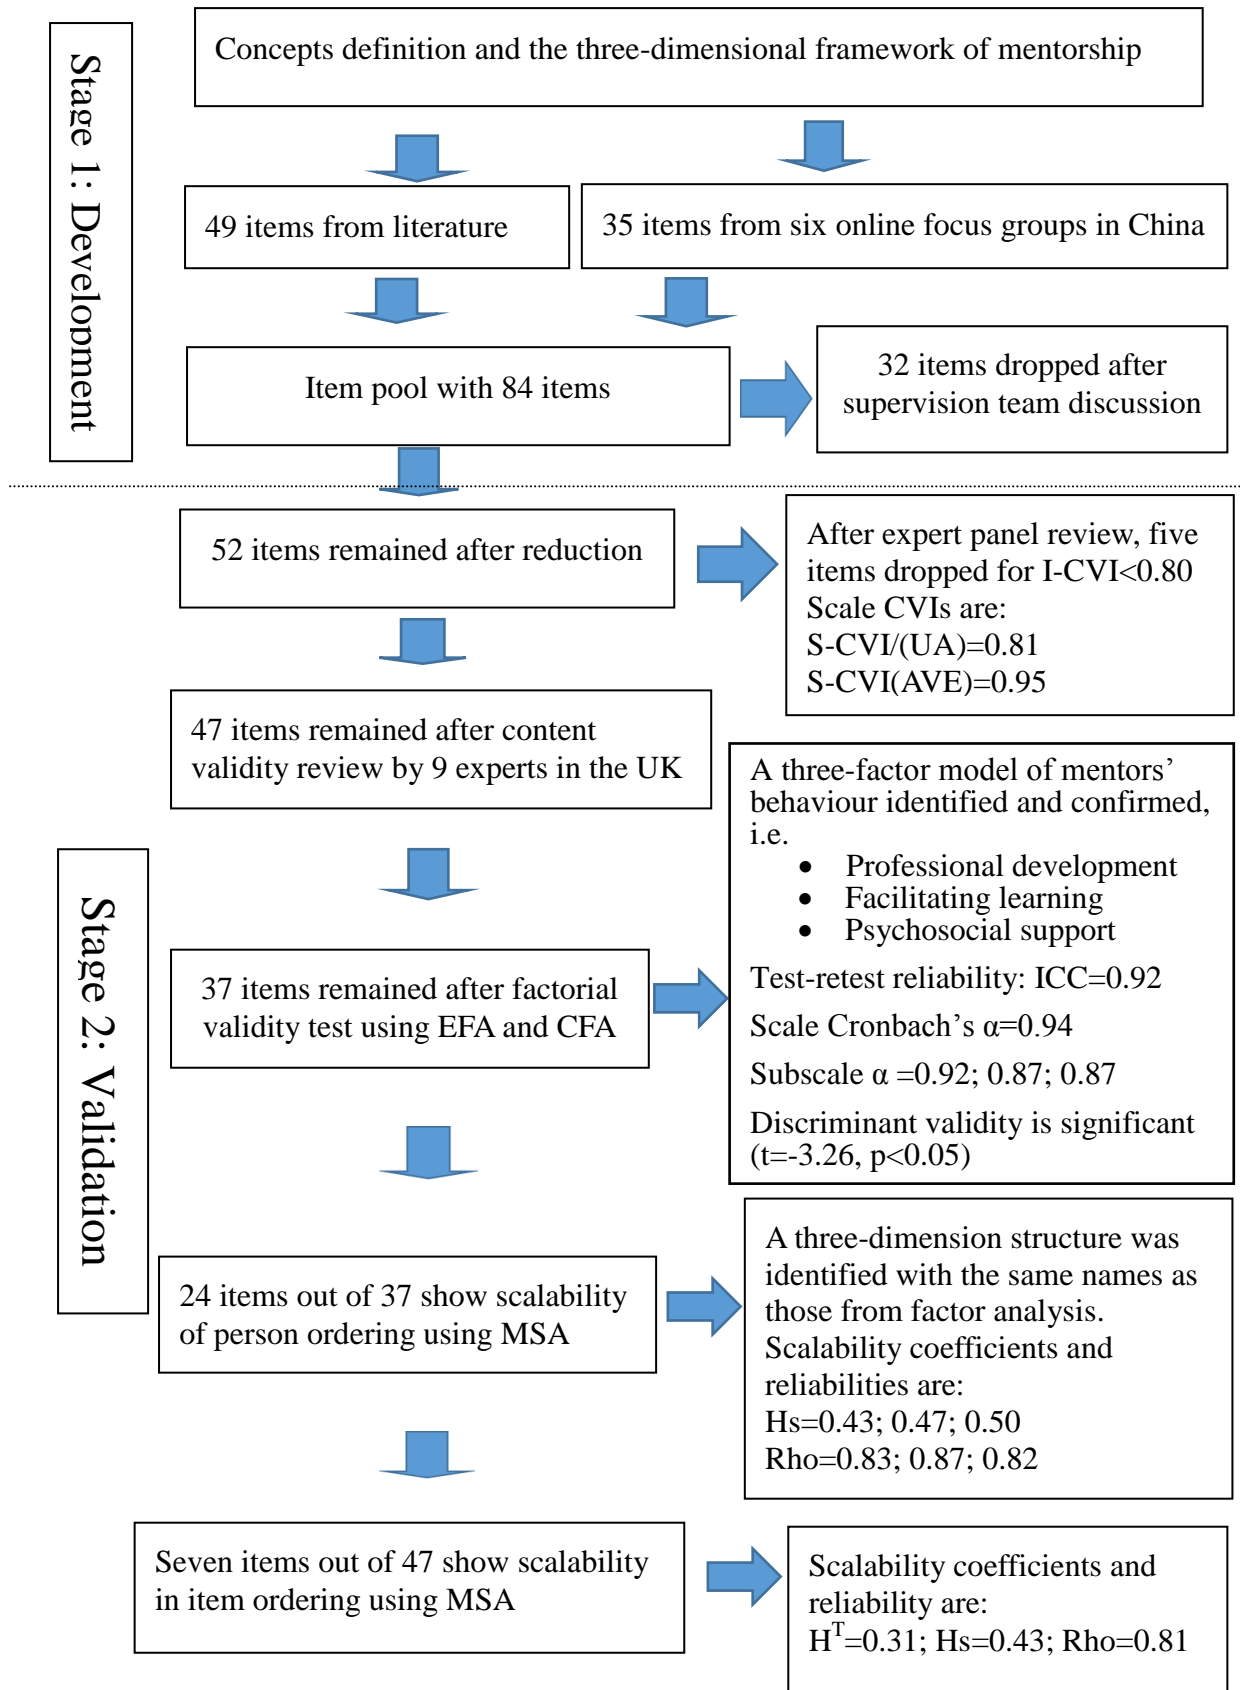 Stage 1: Development
Concepts definition and the three-dimensional framework of mentorship
49 items from literature
35 items from six online focus groups in China
Item pool with 84 items
32 items dropped after
supervision team discussion
Stage 2: Validation
52 items remained after reduction
After expert panel review, five
items dropped for I-CVI<0.80
Scale CVIs are:
S-CVI/(UA)=0.81
S-CVI(AVE)=0.95
47 items remained after content
validity review by 9 experts in the UK
A three-factor model of mentors’
behaviour identified and confirmed,
i.e.
• Professional development
• Facilitating learning
• Psychosocial support
Test-retest reliability: ICC=0.92
Scale Cronbach’s α=0.94
Subscale α =0.92; 0.87; 0.87
Discriminant validity is significant
(t=-3.26, p<0.05)
37 items remained after factorial
validity test using EFA and CFA
24 items out of 37 show scalability
of person ordering using MSA
A three-dimension structure was
identified with the same names as
those from factor analysis.
Scalability coefficients and
reliabilities are:
Hs=0.43; 0.47; 0.50
Rho=0.83; 0.87; 0.82
Seven items out of 47 show scalability
in item ordering using MSA
Scalability coefficients and
reliability are:
H^T=0.31; Hs=0.43; Rho=0.81